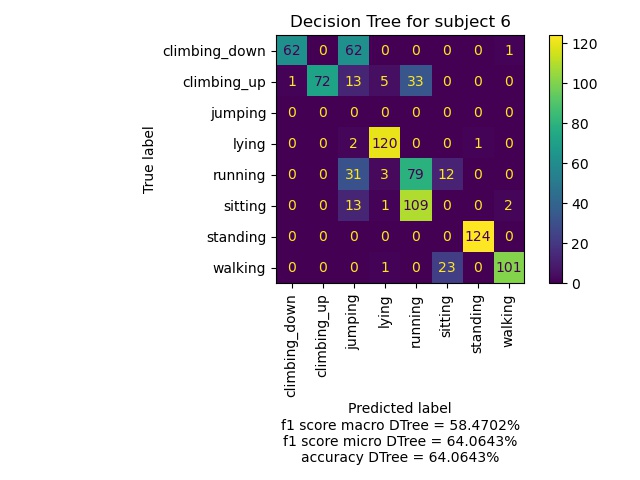 Decision Tree for subject 6
True label
climbing_down 62 0 62 0 0 0 0 1
climbing_up 1 72 13 5 33 0 0 0
jumping 0 0 0 0 0 0 0 0
lying 0 0 2 120 0 0 1 0
running 0 0 31 3 79 12 0 0
sitting 0 0 13 1 109 0 0 2
standing 0 0 0 0 0 0 124 0
walking 0 0 0 1 0 23 0 101
climbing_down
climbing_up
jumping
lying
running
sitting
standing
walking
120
100
80
60
40
20
0
Predicted label
f1 score macro DTree = 58.4702%
f1 score micro DTree = 64.0643%
accuracy DTree = 64.0643%